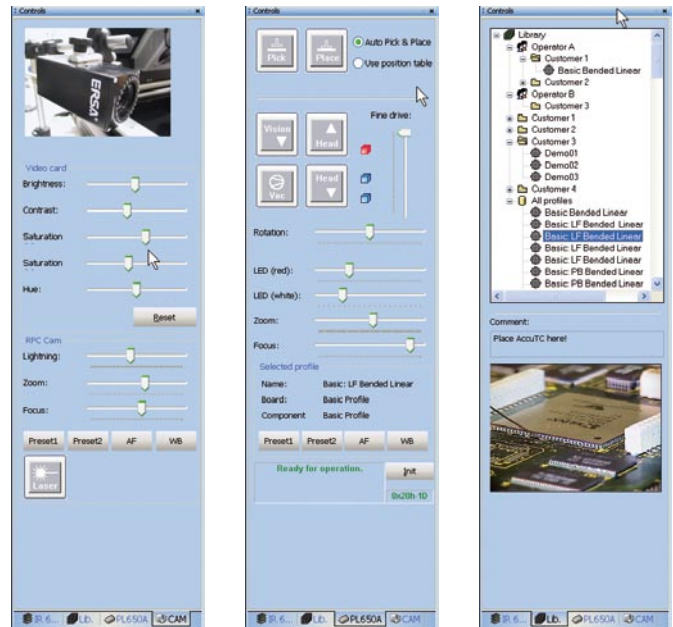 Controls
ERSA
Video card
Brightness:
Contrast:
Saturation
Saturation
Hue:
Reset
RPC Cam
Lightning:
Zoom:
Focus:
Preset1 Preset2 AF WB
Laser
IR 6... Lib. PL650A CAM
Controls
Pick Place
Auto Pick & Place
Use position table
Fine drive:
Vision Head
Vac Head
Rotation:
LED (red):
LED (white):
Zoom:
Focus:
Selected profile
Name: Basic: LF Bended Linear
Board: Basic Profile
Component Basic Profile
Preset1 Preset2 AF WB
Ready for operation.
Init
0x20h-1D
IR 6... Lib. PL650A CAM
Controls
Library
Operator A
Customer 1
Basic Bended Linear
Customer 2
Operator B
Customer 3
Customer 1
Customer 2
Customer 3
Demo01
Demo02
Demo03
Customer 4
All profiles
Basic Bended Linear
Basic: LF Bended Linear
Basic: LF Bended Linear
Basic: LF Bended Linear
Basic: LF Bended Linear
Basic: PB Bended Linear
Basic: PB Bended Linear
Comment:
Place AccuTC here!
IR 6... Lib. PL650A CAM